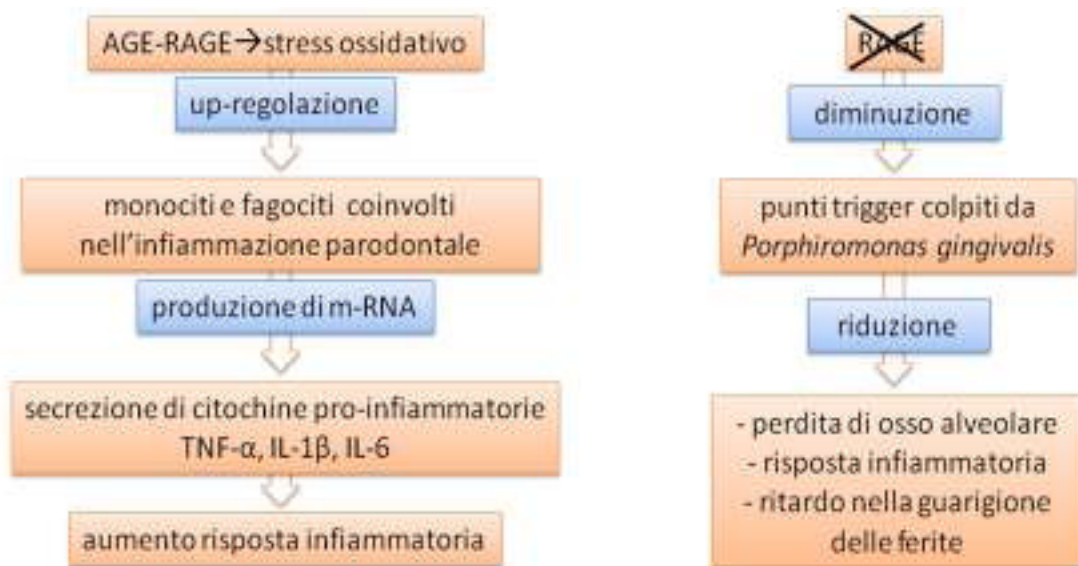 AGE-RAGE→stress ossidativo
up-regolazione
monociti e fagociti coinvolti
nell'infiammazione parodontale
produzione di m-RNA
secrezione di citochine pro-infiammatorie
TNF-α, IL-1β, IL-6
aumento risposta infiammatoria
RAGE
diminuzione
punti trigger colpiti da
Porphiromonas gingivalis
riduzione
- perdita di osso alveolare
- risposta infiammatoria
- ritardo nella guarigione
delle ferite